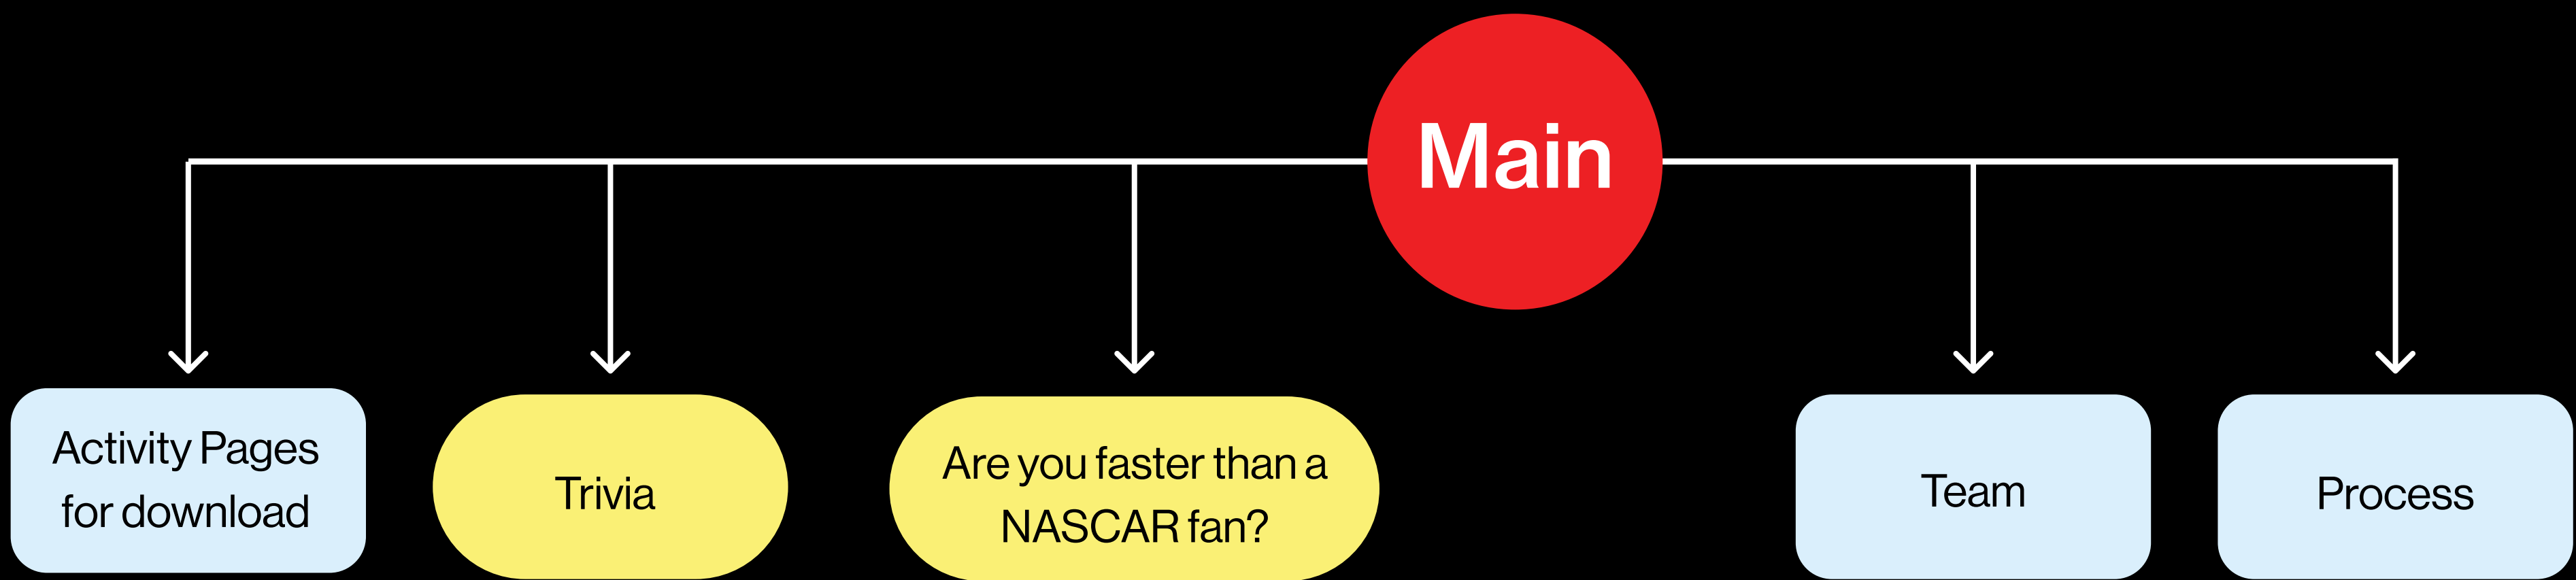 Main
Activity Pages
for download
Trivia
Are you faster than a
NASCAR fan?
Team
Process